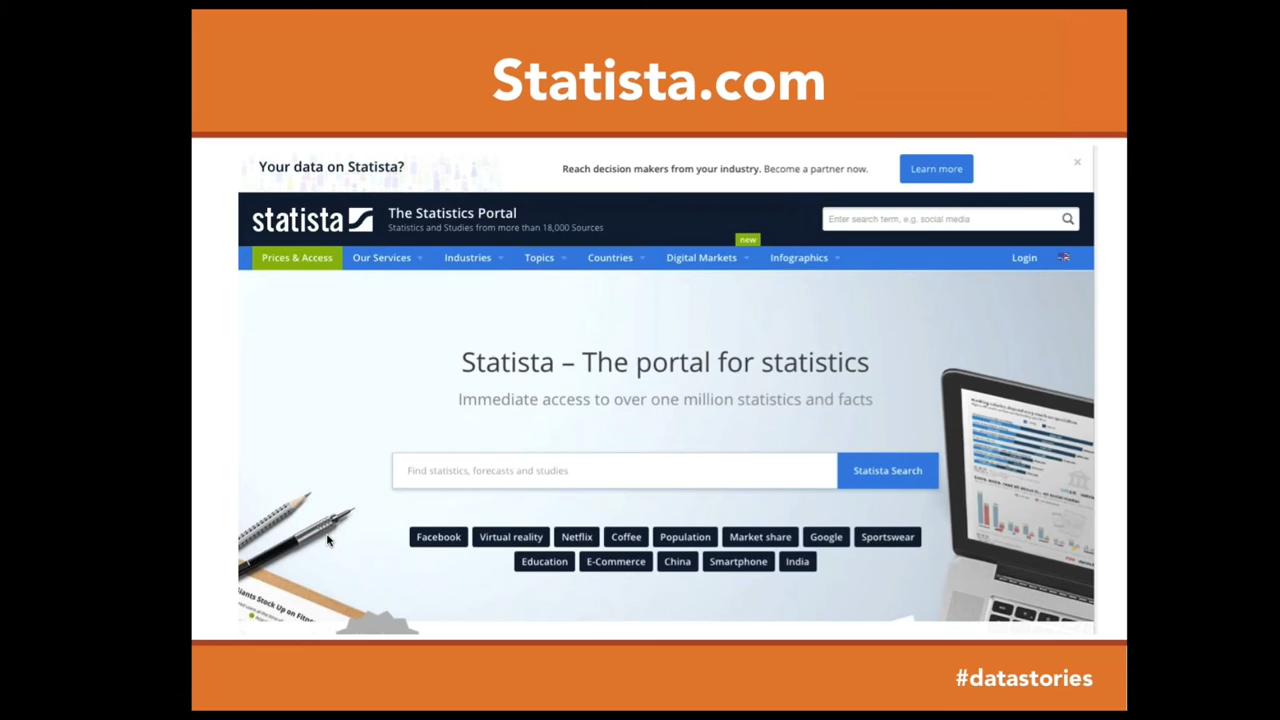 Statista.com
Your data on Statista?
Reach decision makers from your industry. Become a partner now.
Learn more
×
statista
The Statistics Portal
Statistics and Studies from more than 18,000 Sources
Enter search term, e.g. social media
new
Prices & Access
Our Services
Industries
Topics
Countries
Digital Markets
Infographics
Login
Statista – The portal for statistics
Immediate access to over one million statistics and facts
Find statistics, forecasts and studies
Statista Search
Facebook Virtual reality Netflix Coffee Population Market share Google Sportswear
Education E-Commerce China Smartphone India
Stock Up on
#datastories